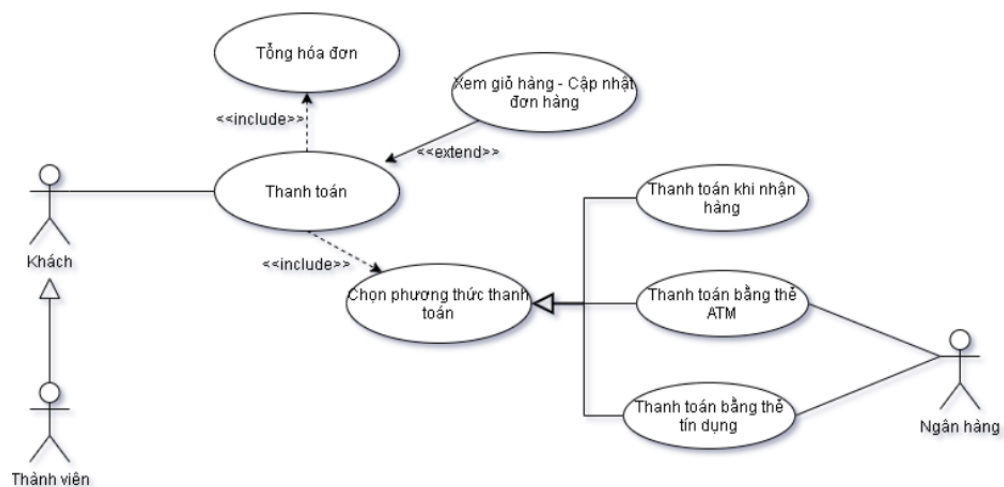 Tổng hóa đơn
Xem giỏ hàng - Cập nhật
đơn hàng
<<include>>
<<extend>>
Thanh toán
Thanh toán khi nhận
hàng
Khách
<<include>>
Chọn phương thức thanh
toán
Thanh toán bằng thẻ
ATM
Thanh toán bằng thẻ
tín dụng
Ngân hàng
Thành viên